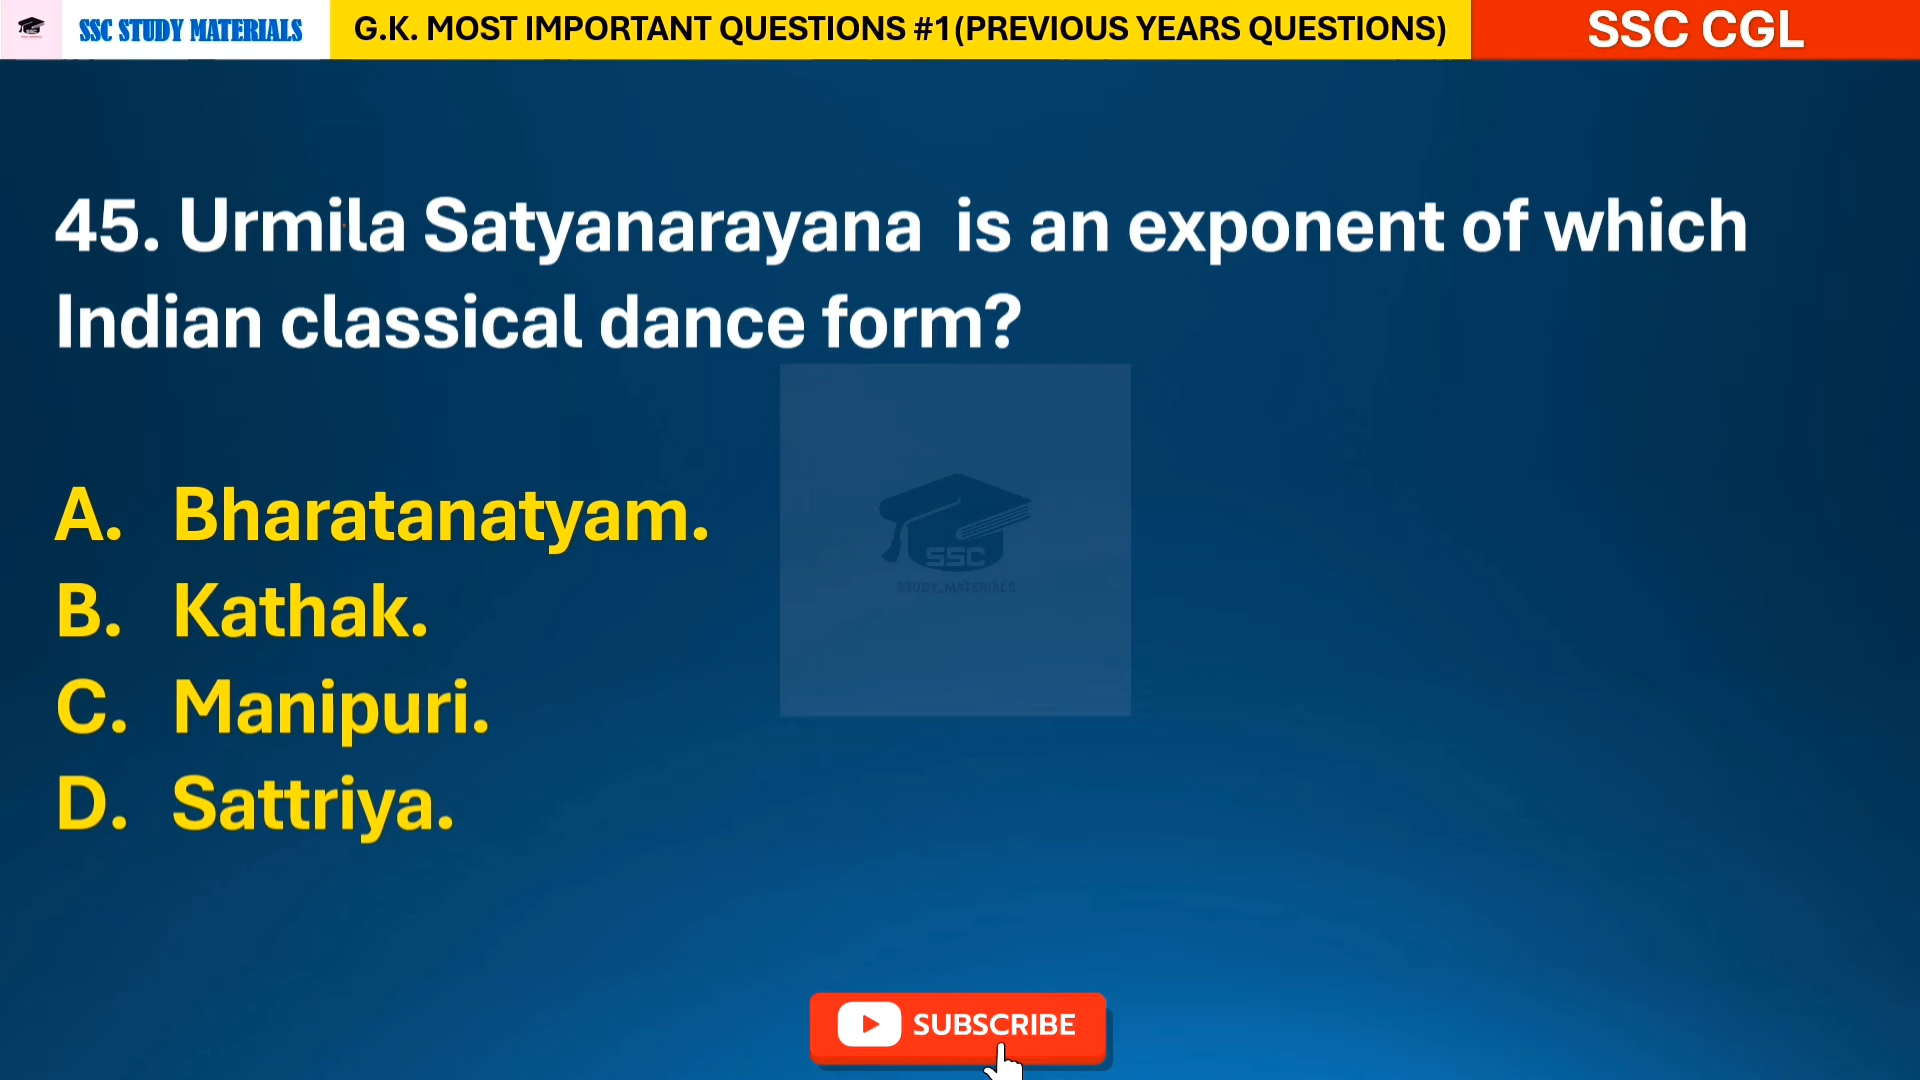 SSC STUDY MATERIALS
G.K. MOST IMPORTANT QUESTIONS #1(PREVIOUS YEARS QUESTIONS)
SSC CGL
45. Urmila Satyanarayana is an exponent of which
Indian classical dance form?
A. Bharatanatyam.
B. Kathak.
C. Manipuri.
D. Sattriya.
SSC
STUDY_MATERIALS
SUBSCRIBE